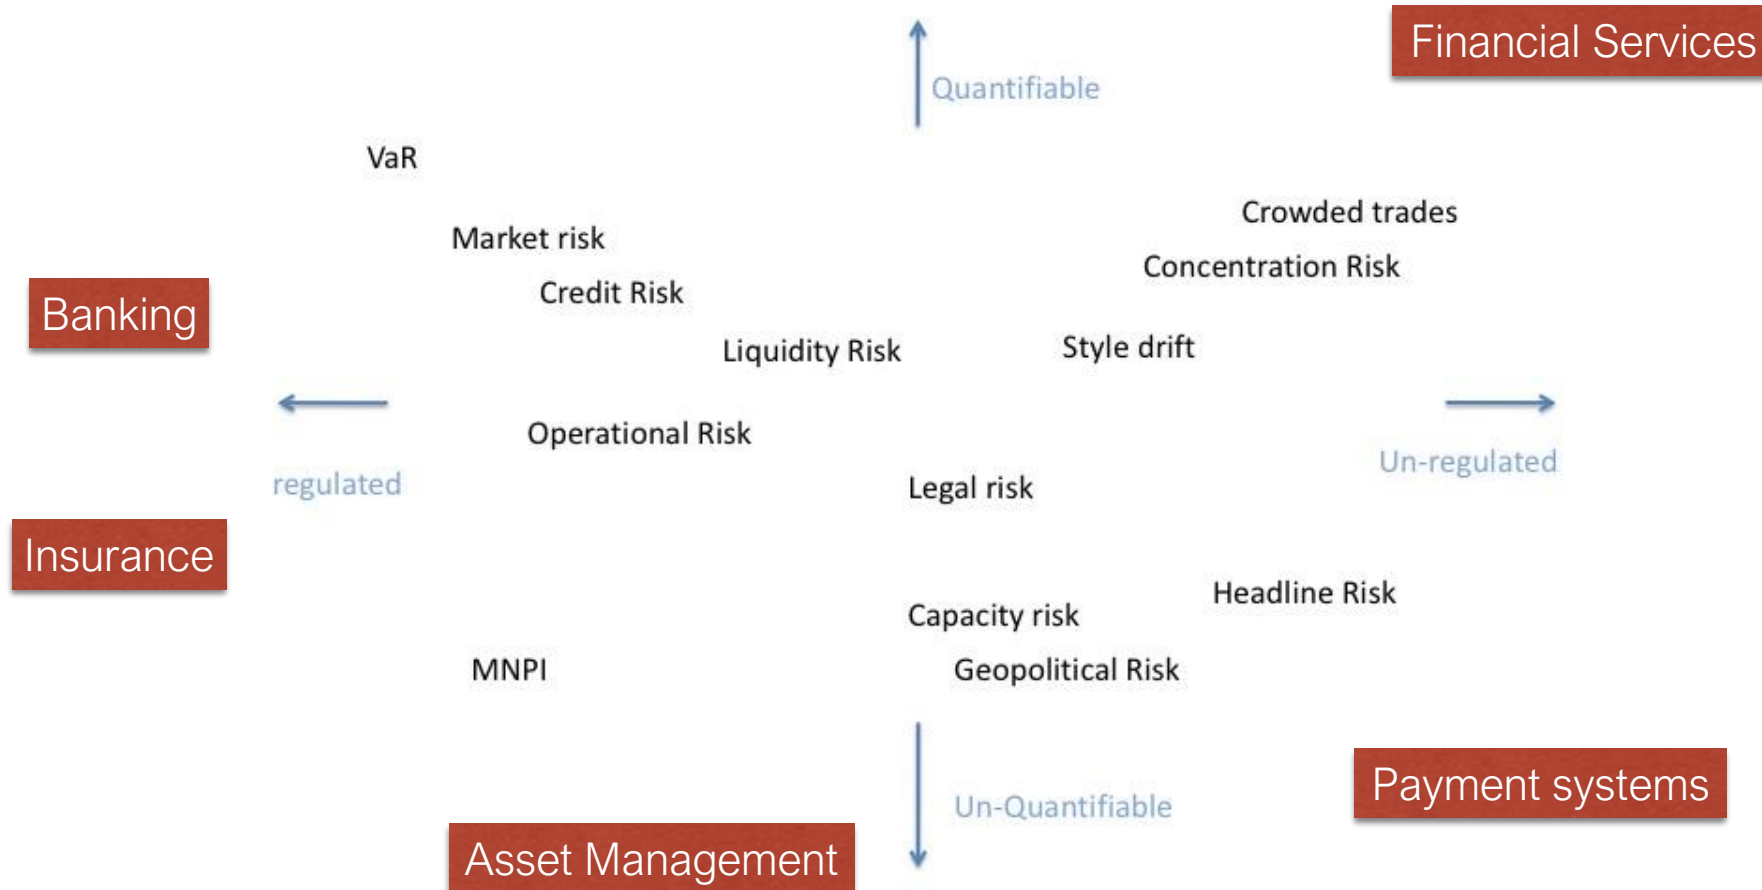 Financial Services
Quantifiable
VaR
Crowded trades
Market risk
Concentration Risk
Credit Risk
Banking
Liquidity Risk
Style drift
Operational Risk
Un-regulated
regulated
Legal risk
Insurance
Headline Risk
Capacity risk
MNPI
Geopolitical Risk
Payment systems
Un-Quantifiable
Asset Management